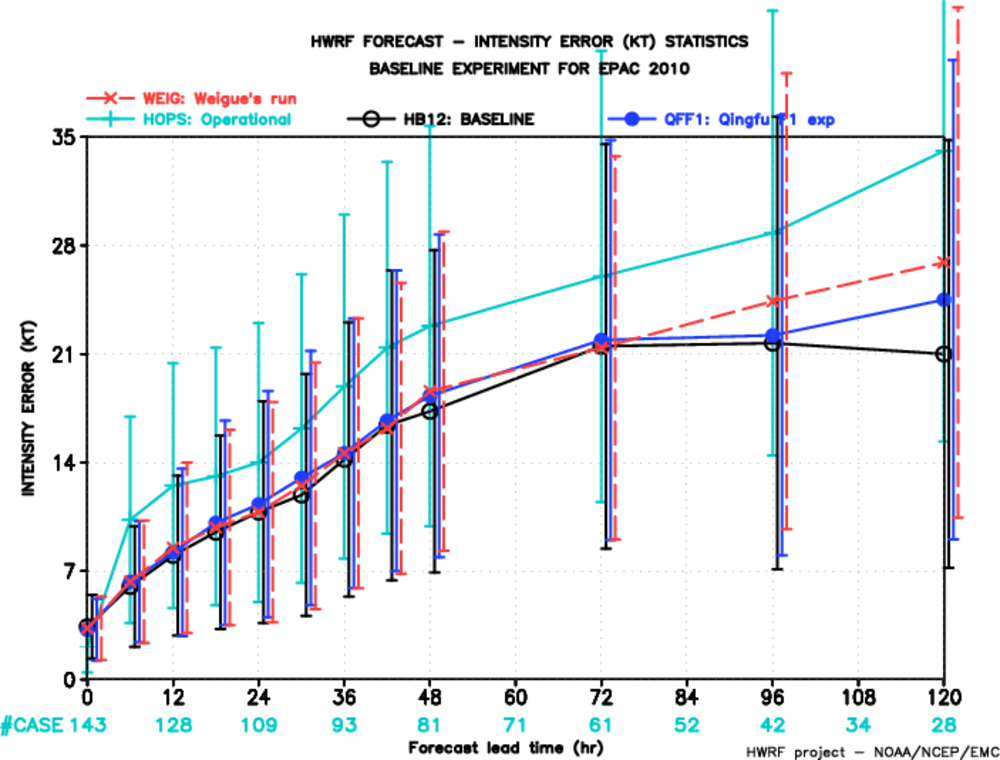 HWRF FORECAST – INTENSITY ERROR (KT) STATISTICS
BASELINE EXPERIMENT FOR EPAC 2010
WEIG: Weigue's run
HOPS: Operational HB12: BASELINE QFF1: Qingfu 1 exp
35
28
21
14
7
0
INTENSITY ERROR (KT)
0 12 24 36 48 60 72 84 96 108 120
#CASE 143 128 109 93 81 71 61 52 42 34 28
Forecast lead time (hr)
HWRF project – NOAA/NCEP/EMC